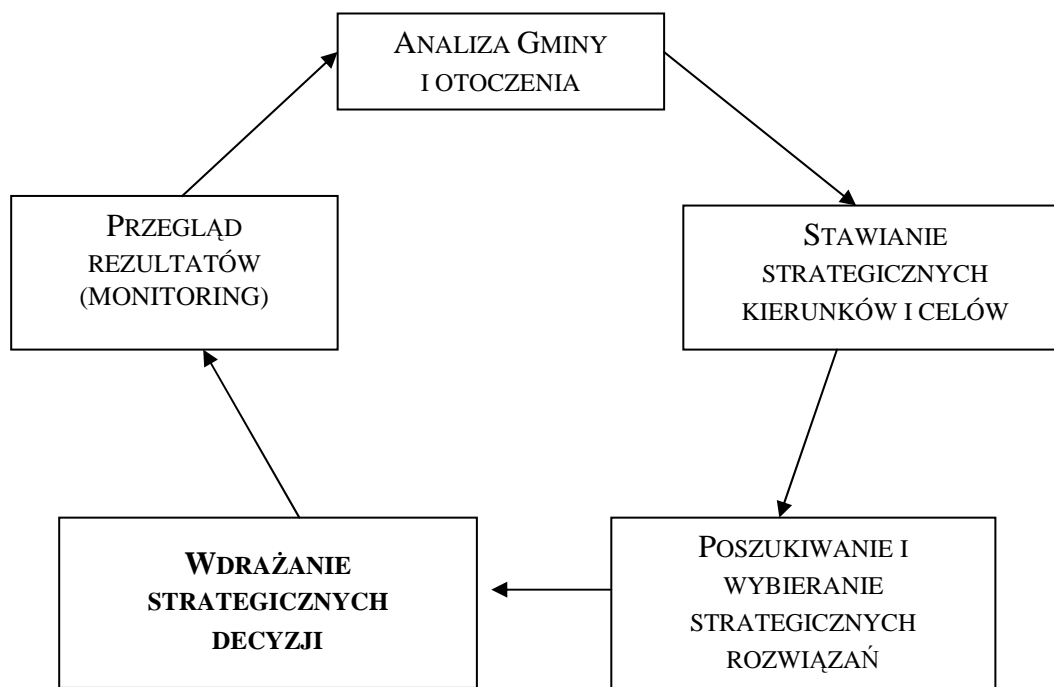 ANALIZA GMINY
I OTOCZENIA
PRZEGLĄD
REZULTATÓW
(MONITORING)
STAWIANIE
STRATEGICZNYCH
KIERUNKÓW I CELÓW
WDRAŻANIE
STRATEGICZNYCH
DECYZJI
POSZUKIWANIE I
WYBIERANIE
STRATEGICZNYCH
ROZWIĄZAŃ